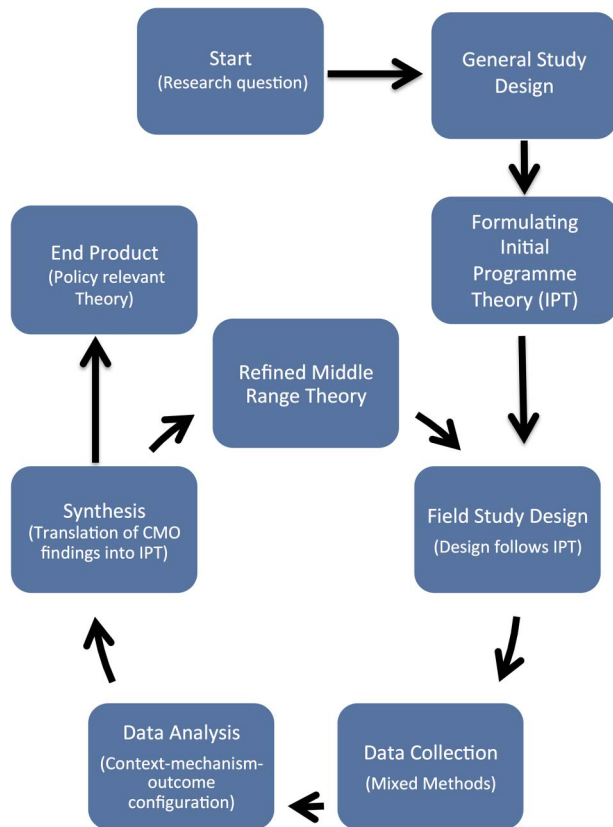 Start
(Research question)
General Study
Design
Formulating
Initial
Programme
Theory (IPT)
End Product
(Policy relevant
Theory)
Refined Middle
Range Theory
Synthesis
(Translation of CMO
findings into IPT)
Field Study Design
(Design follows IPT)
Data Analysis
(Context-mechanism-
outcome
configuration)
Data Collection
(Mixed Methods)